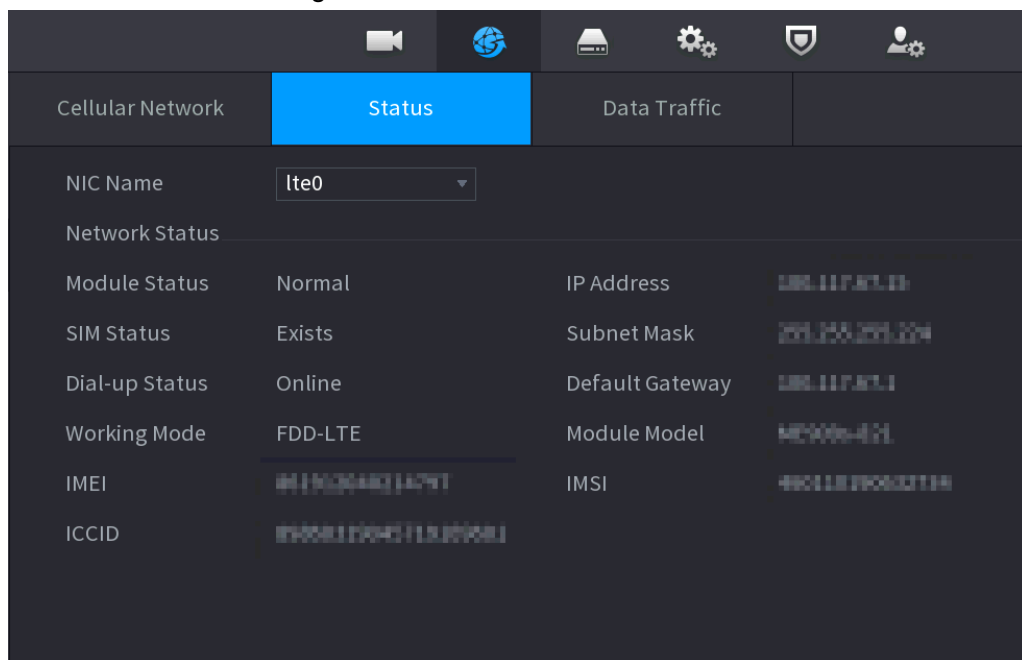 Cellular Network Status Data Traffic
NIC Name lte0
Network Status
Module Status Normal IP Address
SIM Status Exists Subnet Mask
Dial-up Status Online Default Gateway
Working Mode FDD-LTE Module Model
IMEI IMSI
ICCID